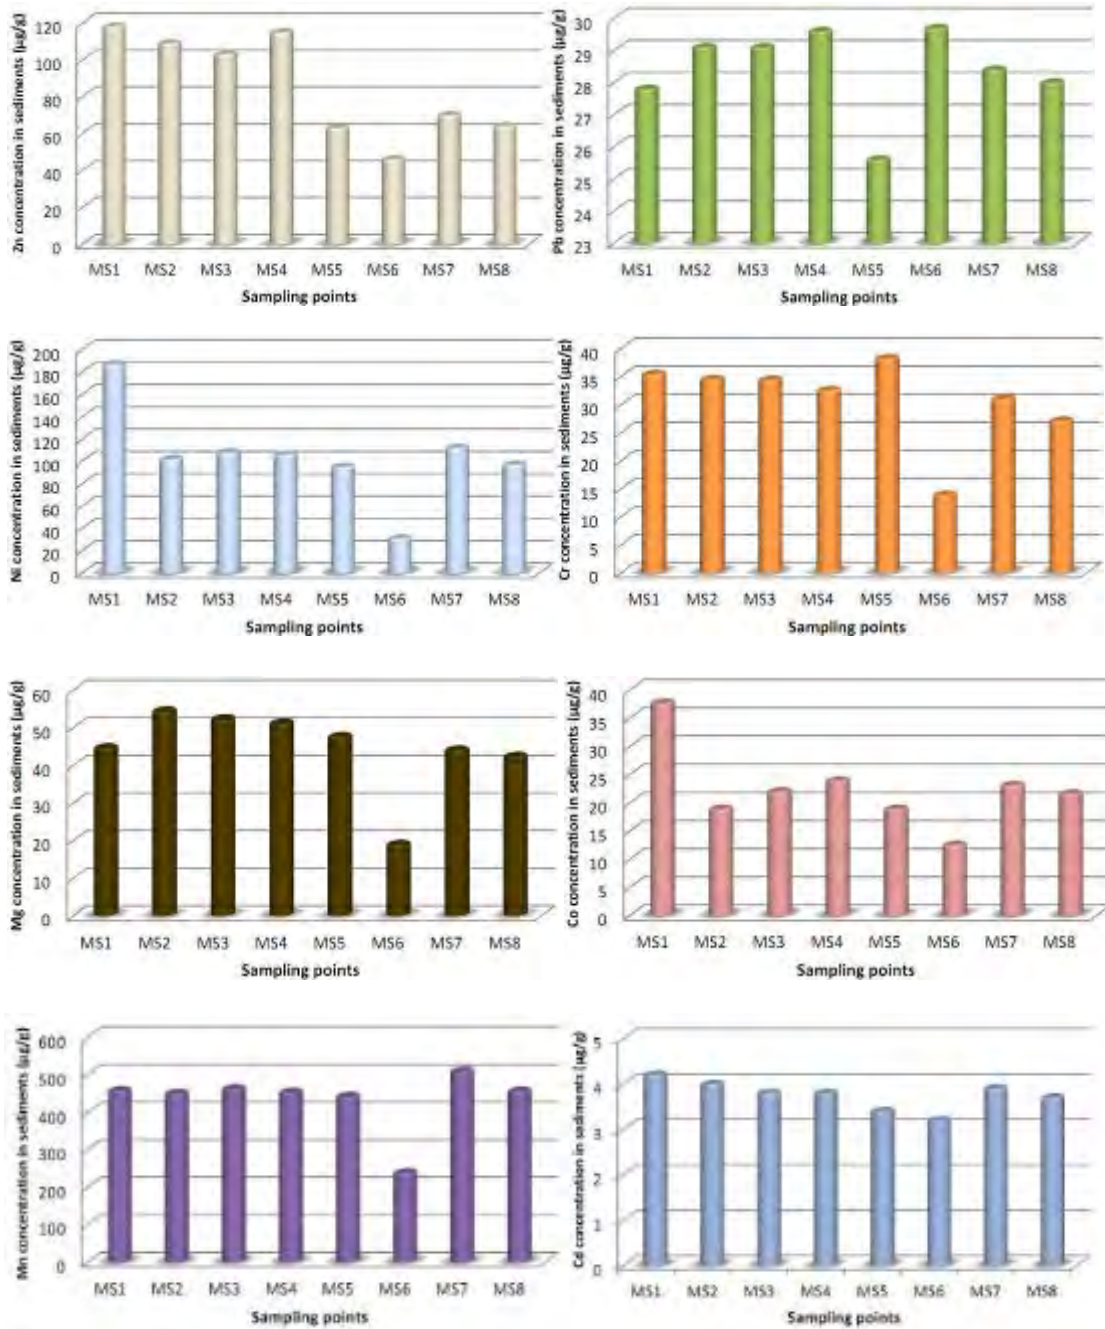 Zn concentration in sediments (µg/g)
120
100
80
60
40
20
0
MS1 MS2 MS3 MS4 MS5 MS6 MS7 MS8
Sampling points
Pb concentration in sediments (µg/g)
30
29
28
27
26
25
24
23
MS1 MS2 MS3 MS4 MS5 MS6 MS7 MS8
Sampling points
Ni concentration in sediments (µg/g)
200
180
160
140
120
100
80
60
40
20
0
MS1 MS2 MS3 MS4 MS5 MS6 MS7 MS8
Sampling points
Cr concentration in sediments (µg/g)
40
35
30
25
20
15
10
5
0
MS1 MS2 MS3 MS4 MS5 MS6 MS7 MS8
Sampling points
Mg concentration in sediments (µg/g)
60
50
40
30
20
10
0
MS1 MS2 MS3 MS4 MS5 MS6 MS7 MS8
Sampling points
Co concentration in sediments (µg/g)
40
35
30
25
20
15
10
5
0
MS1 MS2 MS3 MS4 MS5 MS6 MS7 MS8
Sampling points
Mn concentration in sediments (µg/g)
600
500
400
300
200
100
0
MS1 MS2 MS3 MS4 MS5 MS6 MS7 MS8
Sampling points
Cd concentration in sediments (µg/g)
5
4
3
2
1
0
MS1 MS2 MS3 MS4 MS5 MS6 MS7 MS8
Sampling points